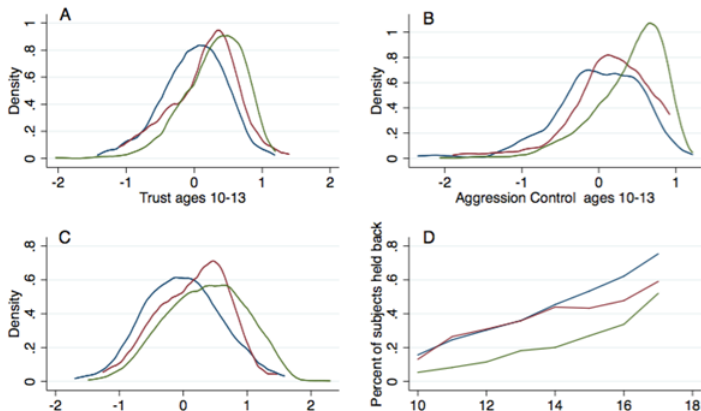 A
Density
0 .2 .4 .6 .8 1
-2 -1 0 1 2
Trust ages 10-13
B
Density
0 .2 .4 .6 .8 1
-2 -1 0 1
Aggression Control ages 10-13
C
Density
0 .2 .4 .6 .8
-2 -1 0 1 2
D
Percent of subjects held back
0 .2 .4 .6 .8
10 12 14 16 18